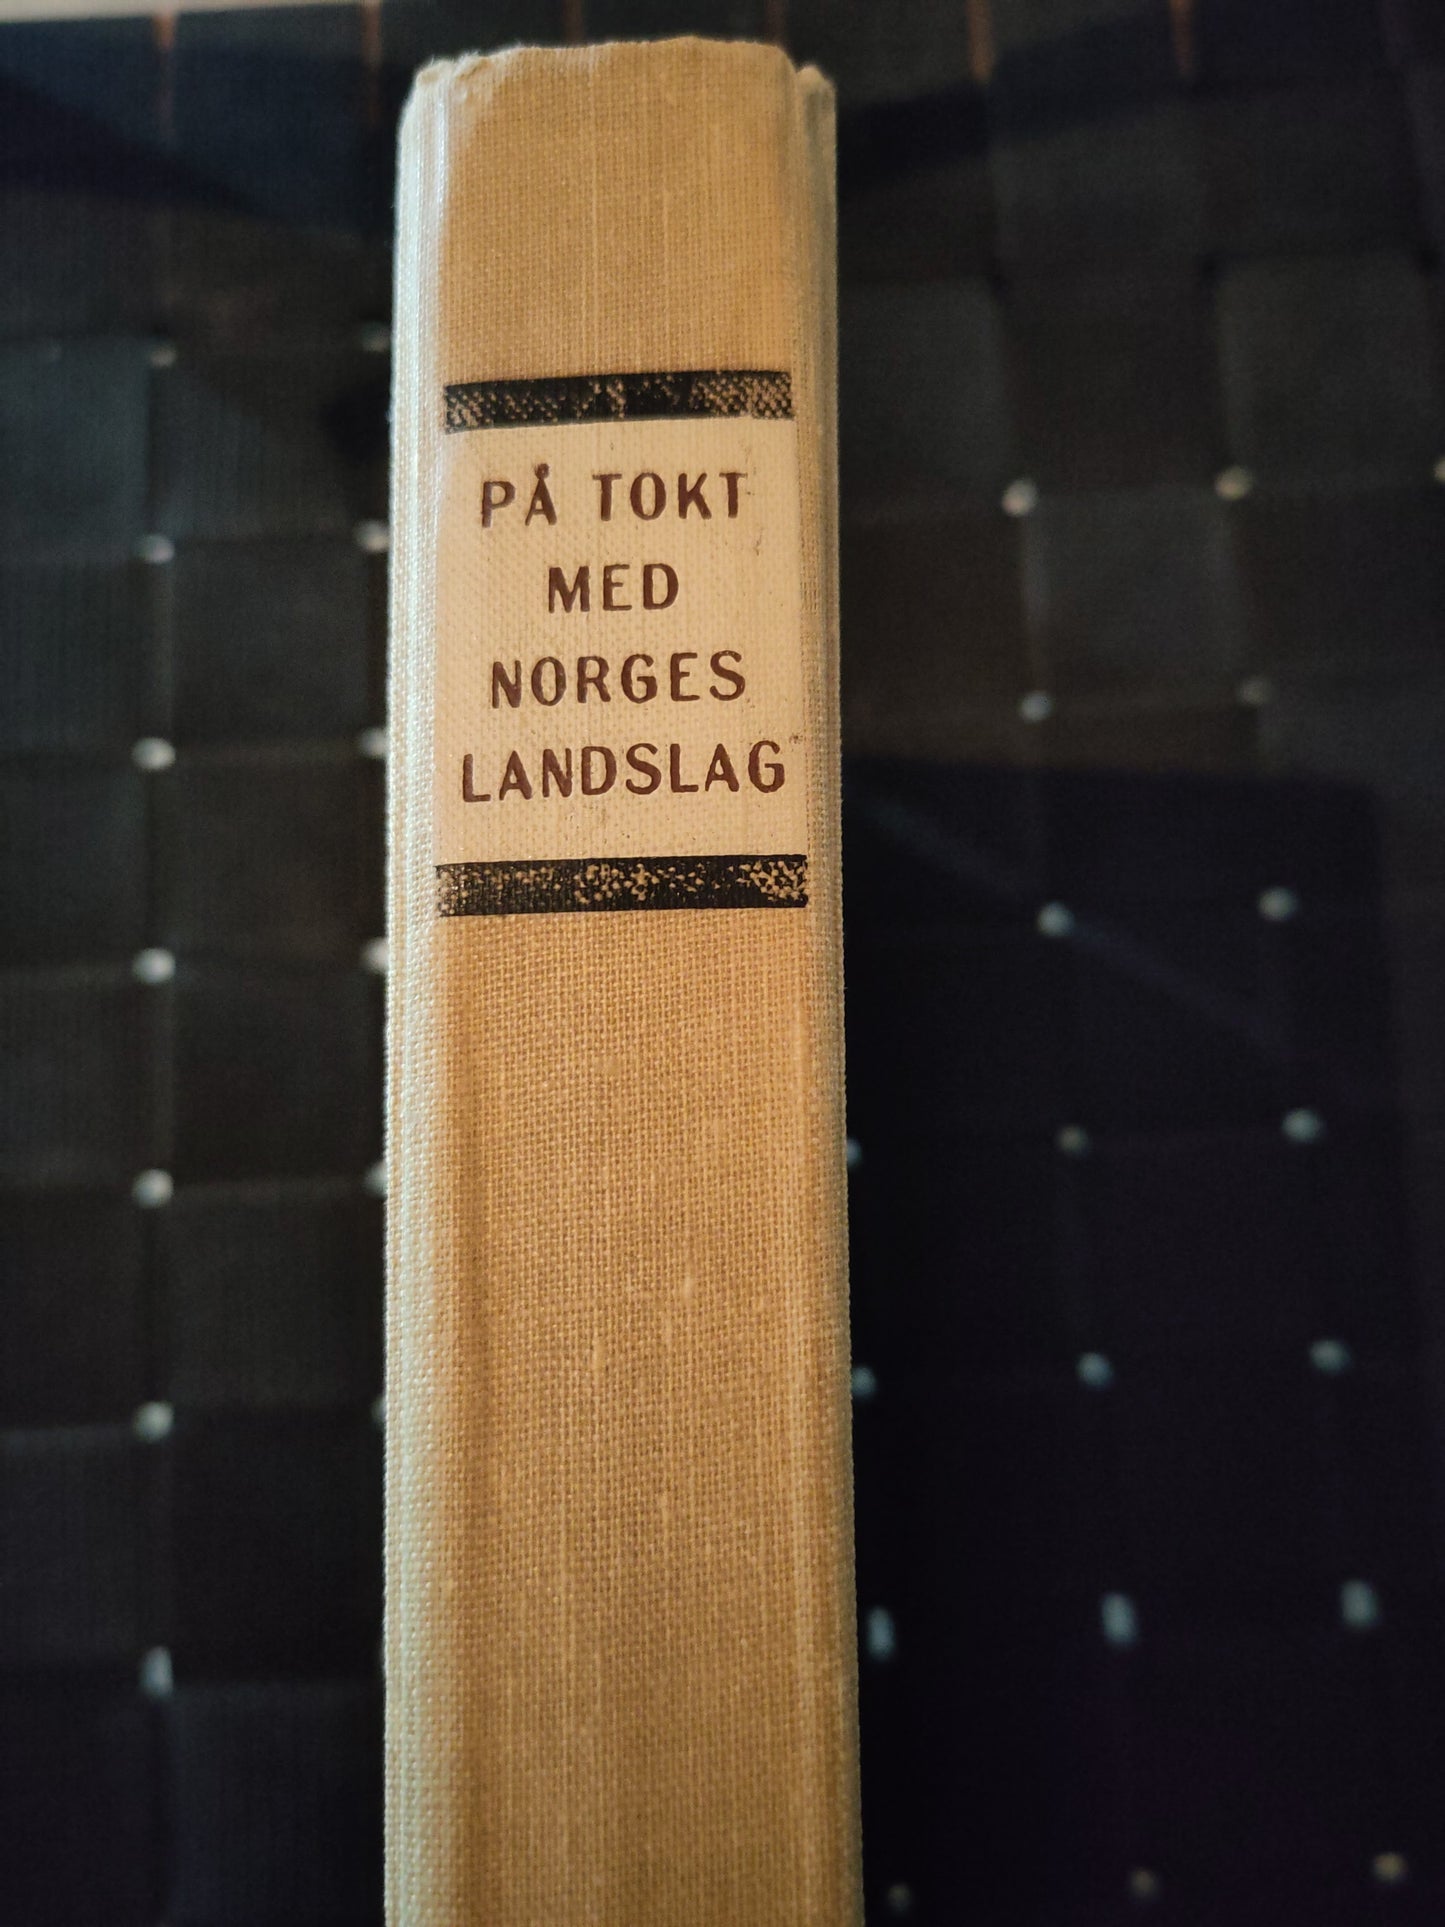 PÅ TOKT
MED
NORGES
LANDSLAG